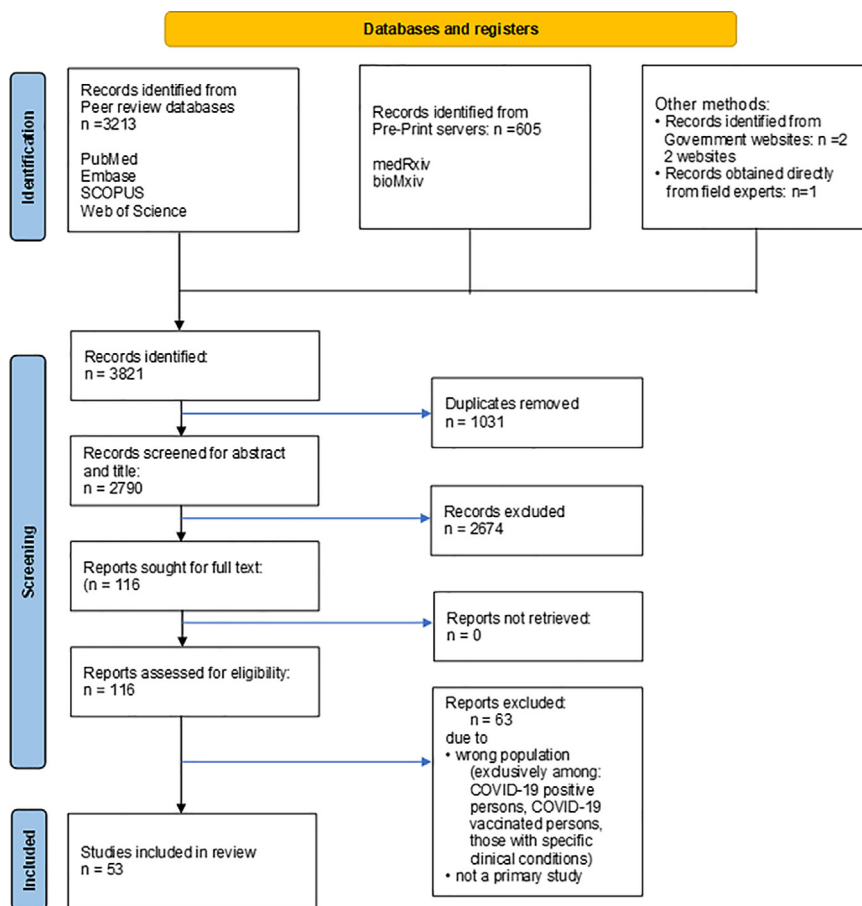 Databases and registers
Identification
Records identified from
Peer review databases
n =3213
PubMed
Embase
SCOPUS
Web of Science
Records identified from
Pre-Print servers: n =605
medRxiv
bioMxiv
Other methods:
• Records identified from
Government websites: n =2
2 websites
• Records obtained directly
from field experts: n=1
Screening
Records identified:
n = 3821
Duplicates removed
n = 1031
Records screened for abstract
and title:
n = 2790
Records excluded
n = 2674
Reports sought for full text:
(n = 116
Reports not retrieved:
n = 0
Reports assessed for eligibility:
n = 116
Reports excluded:
n = 63
due to
• wrong population
(exclusively among:
COVID-19 positive
persons, COVID-19
vaccinated persons,
those with specific
clinical conditions)
• not a primary study
Included
Studies included in review
n = 53